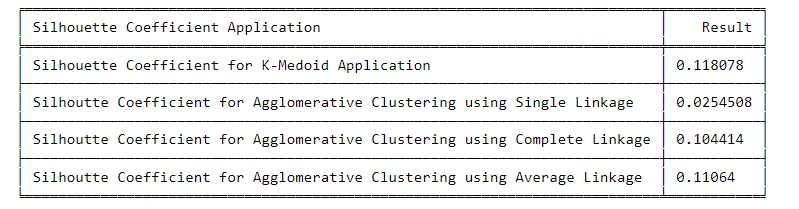 Silhouette Coefficient Application Result
Silhouette Coefficient for K-Medoid Application 0.118078
Silhoutte Coefficient for Agglomerative Clustering using Single Linkage 0.0254508
Silhoutte Coefficient for Agglomerative Clustering using Complete Linkage 0.104414
Silhoutte Coefficient for Agglomerative Clustering using Average Linkage 0.11064